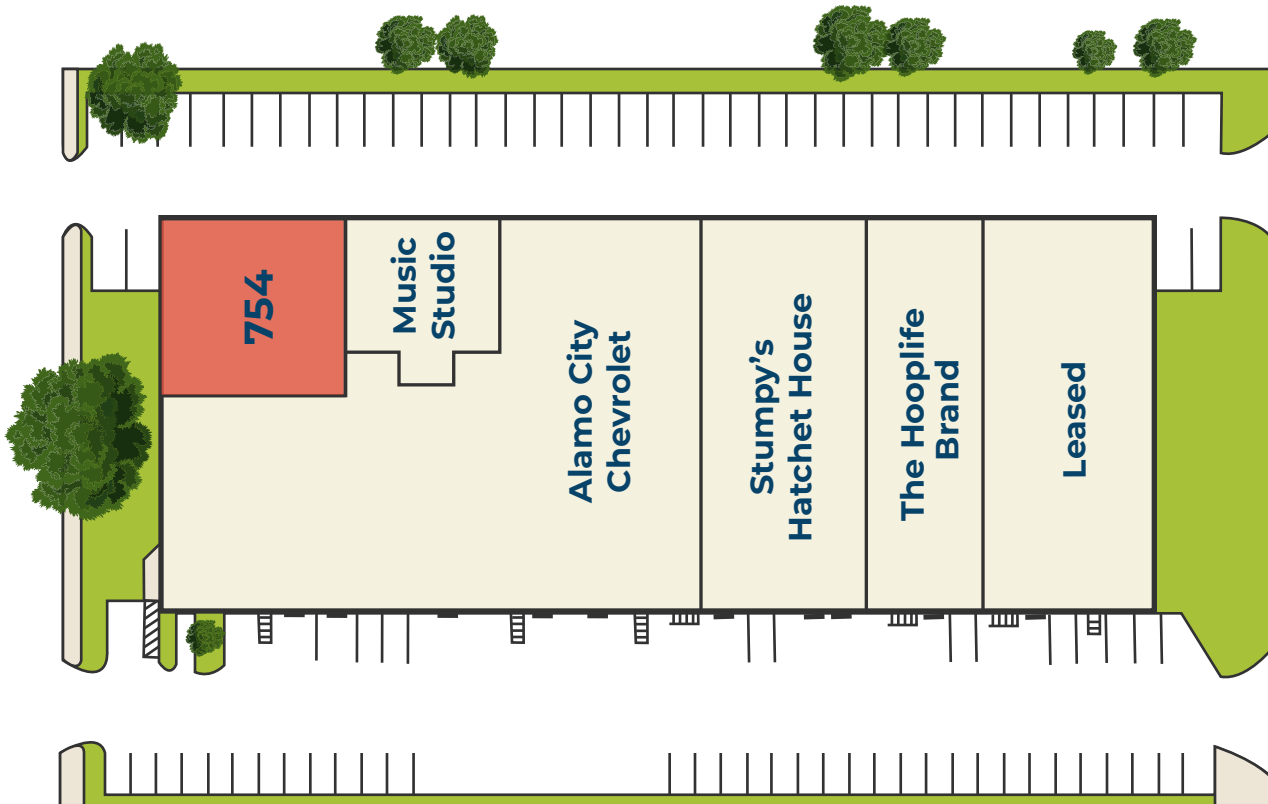 754
Music
Studio
Alamo City
Chevrolet
Stumpy’s
Hatchet House
The Hooplife
Brand
Leased